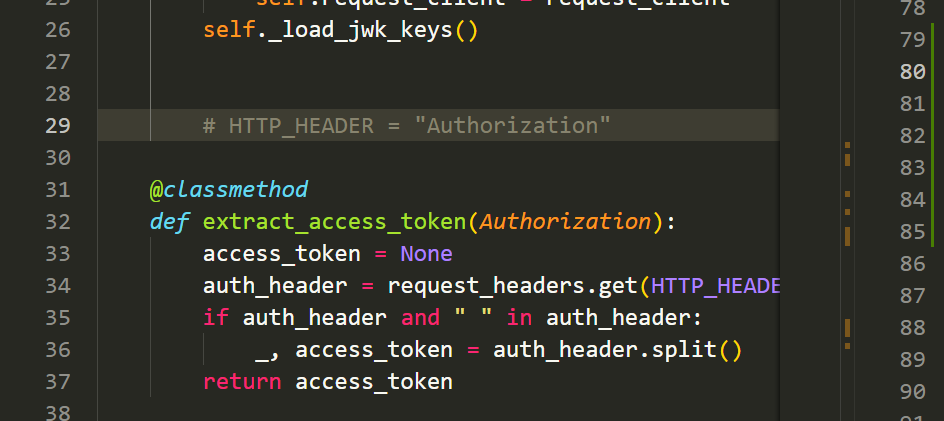 25 self.request_client = request_client 78
26 self._load_jwk_keys() 79
27 80
28 81
29 # HTTP_HEADER = "Authorization" 82
30 83
31 @classmethod 84
32 def extract_access_token(Authorization): 85
33 access_token = None 86
34 auth_header = request_headers.get(HTTP_HEADE 87
35 if auth_header and " " in auth_header: 88
36 _, access_token = auth_header.split() 89
37 return access_token 90
38